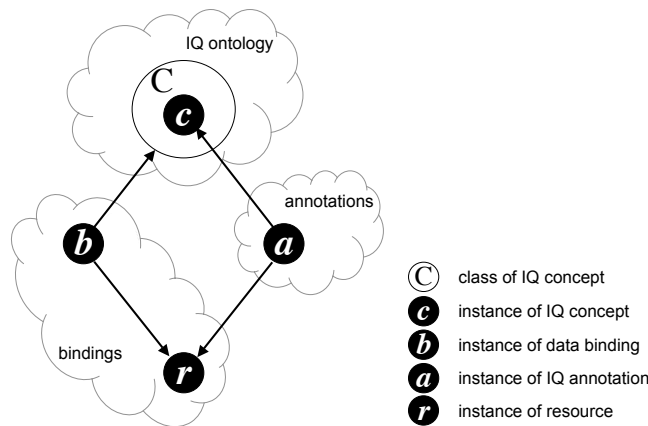 IQ ontology
C
c
annotations
b
a
bindings
r
C class of IQ concept
c instance of IQ concept
b instance of data binding
a instance of IQ annotation
r instance of resource